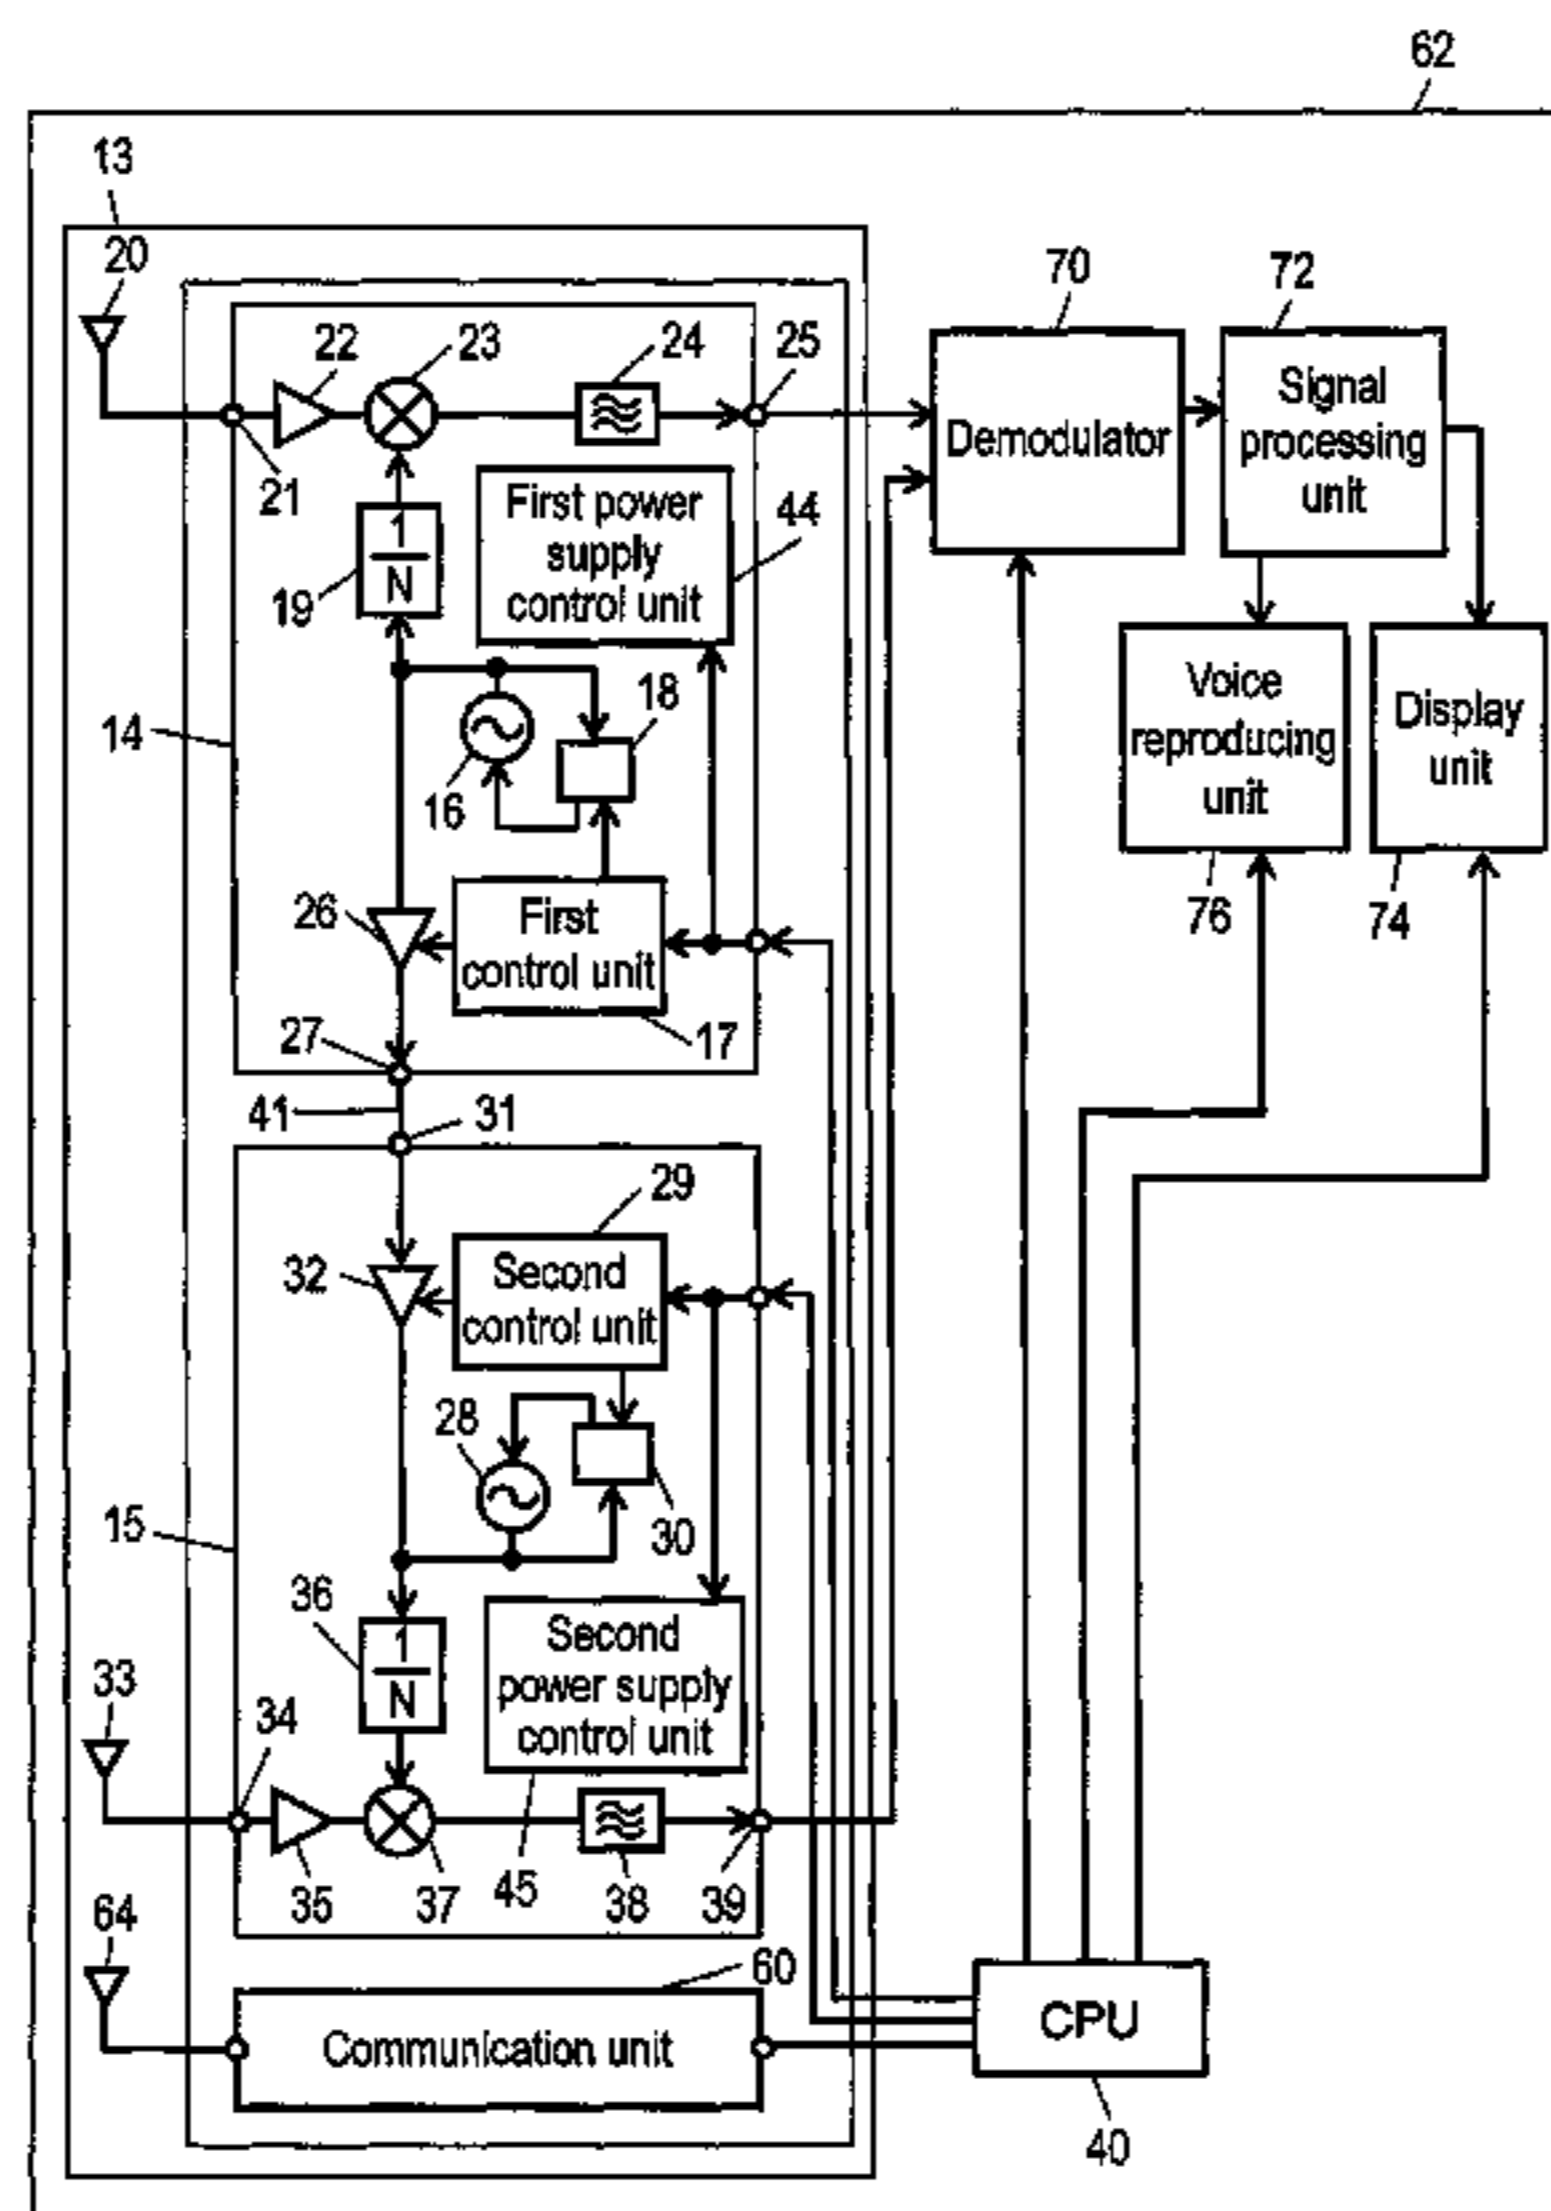 62
13
20
22
23
24
25
70
72
Demodulator
Signal
processing
unit
21
First power
supply
control unit
44
1
N
19
18
14
16
Voice
reproducing
unit
Display
unit
76
74
26
First
control unit
17
27
41
31
29
32
Second
control unit
28
30
15
36
1
N
Second
power supply
control unit
33
34
35
37
45
38
39
64
60
Communication unit
CPU
40